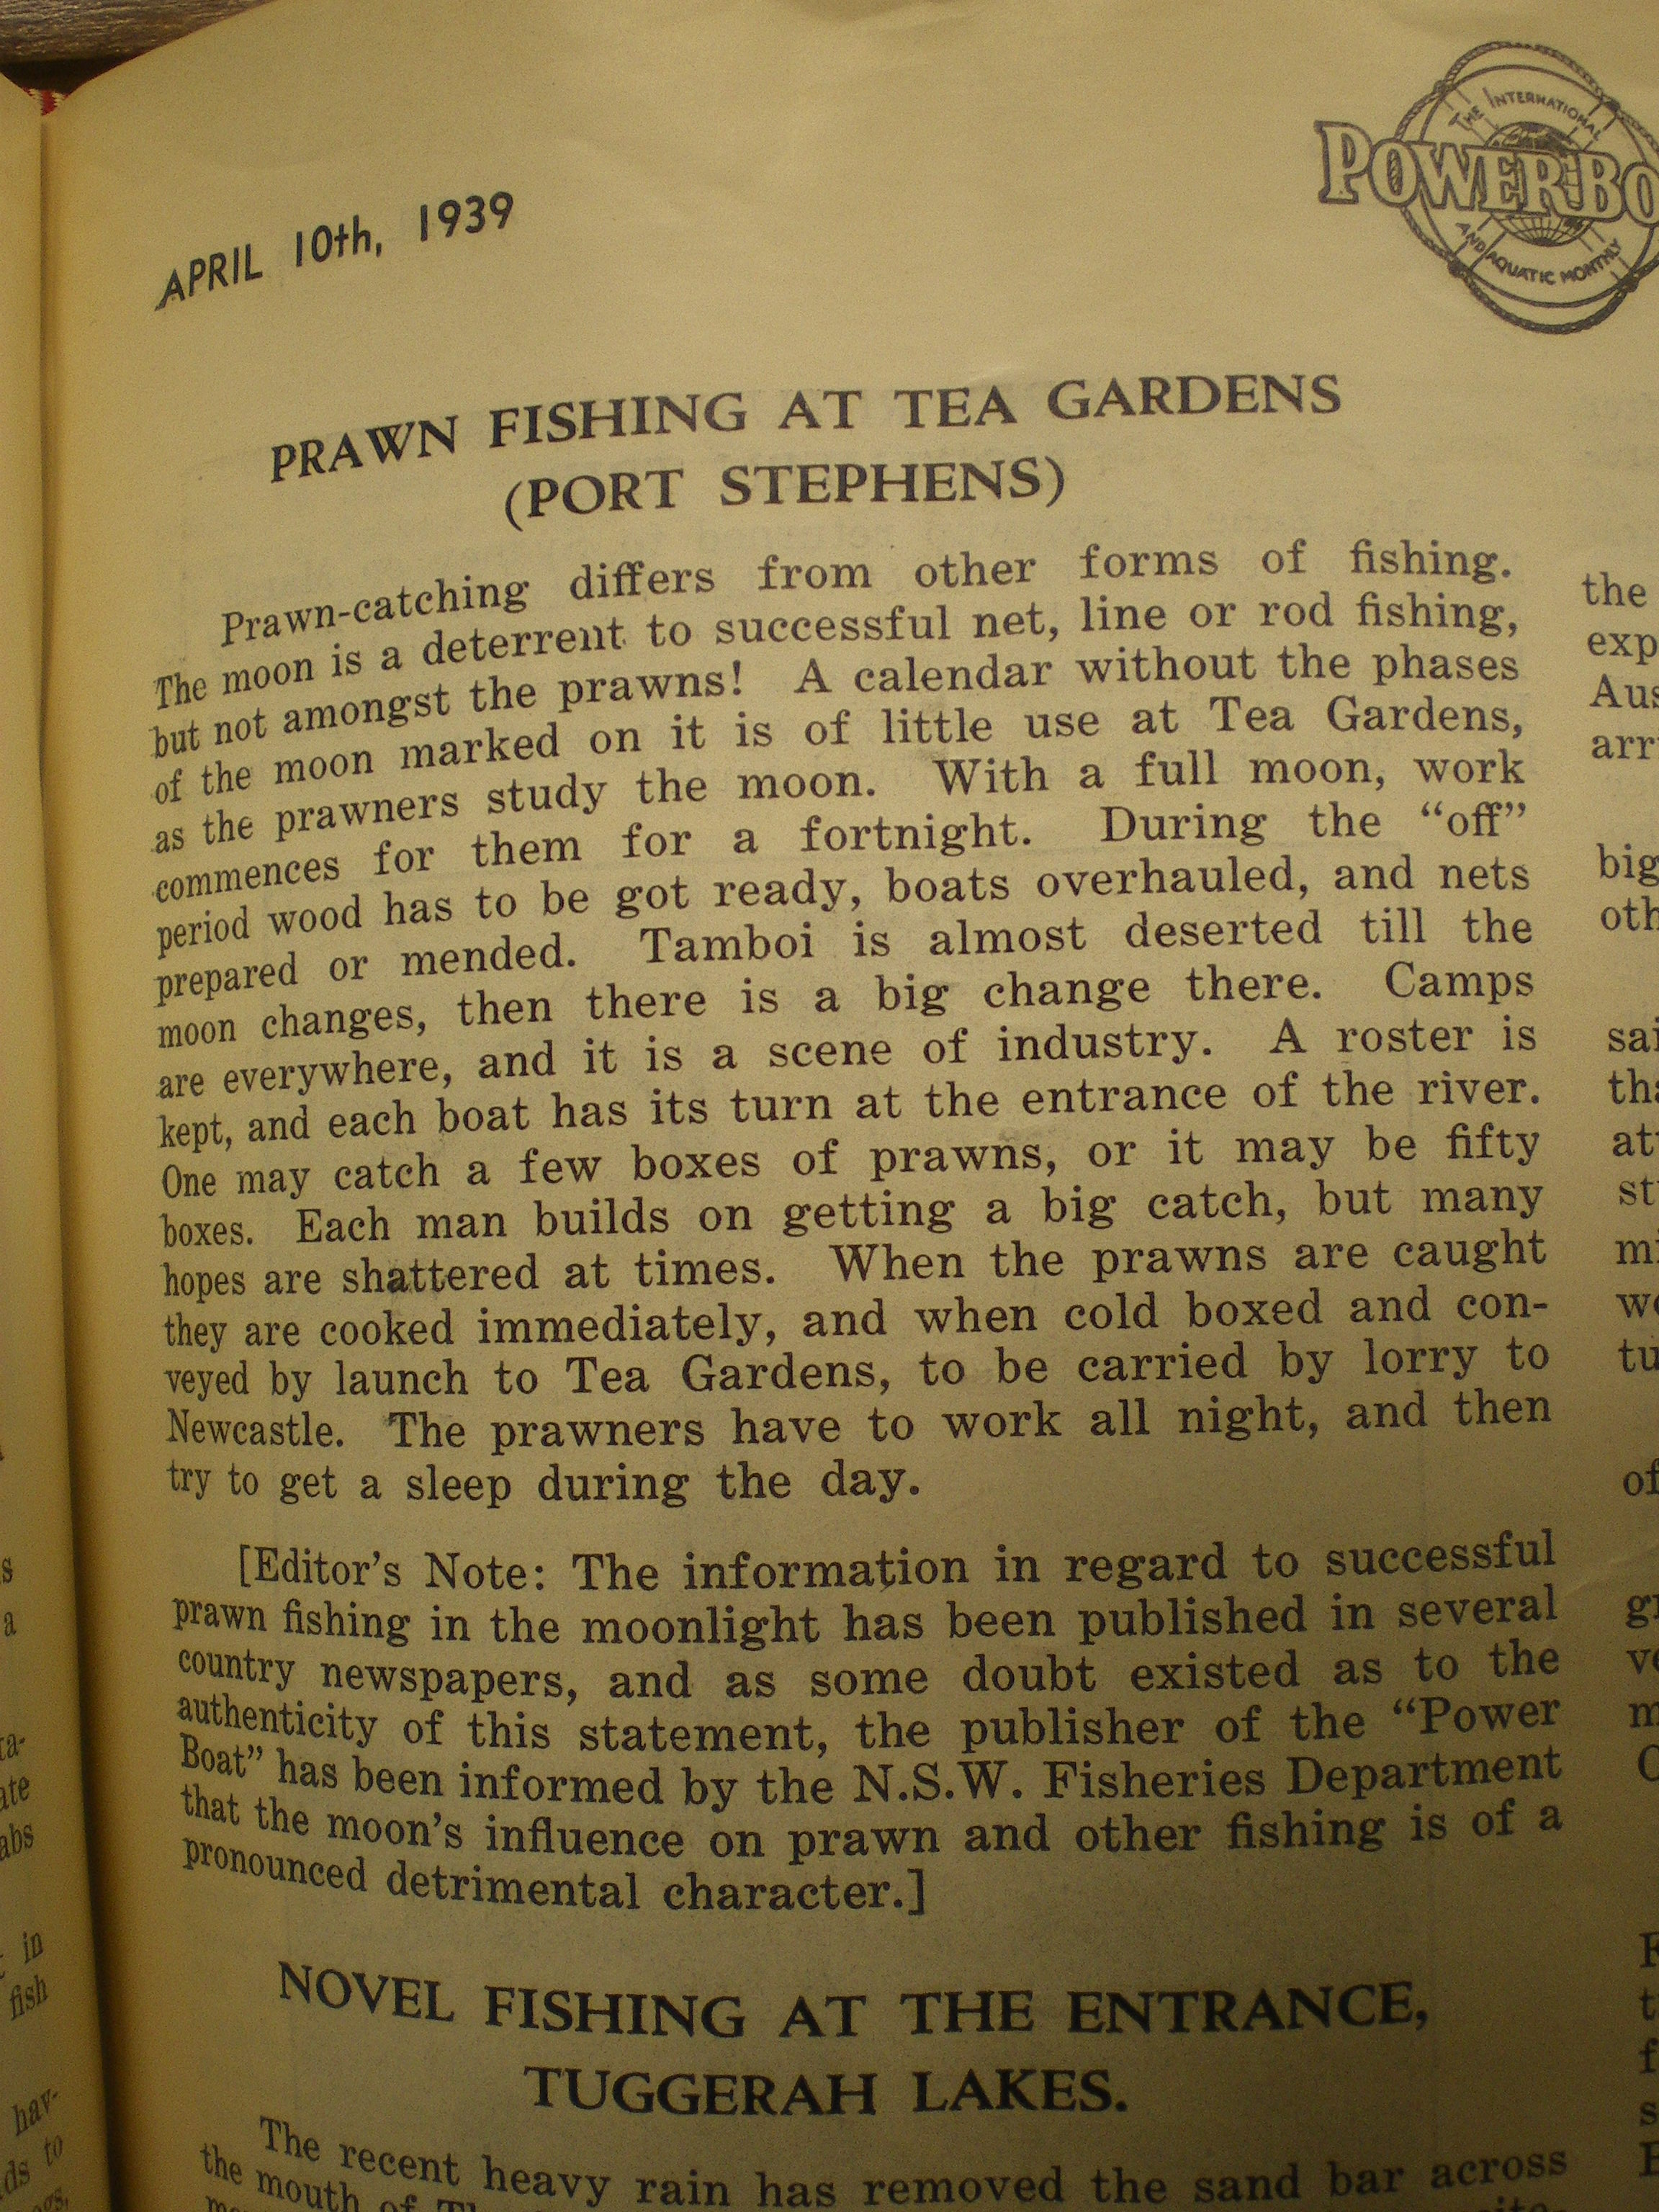 APRIL 10th, 1939
THE INTERNATIONAL
POWER BO
AND AQUATIC MONTHLY
PRAWN FISHING AT TEA GARDENS
(PORT STEPHENS)
Prawn-catching differs from other forms of fishing.
The moon is a deterrent to successful net, line or rod fishing,
but not amongst the prawns! A calendar without the phases
of the moon marked on it is of little use at Tea Gardens,
as the prawners study the moon. With a full moon, work
commences for them for a fortnight. During the “off”
period wood has to be got ready, boats overhauled, and nets
prepared or mended. Tamboi is almost deserted till the
moon changes, then there is a big change there. Camps
are everywhere, and it is a scene of industry. A roster is
kept, and each boat has its turn at the entrance of the river.
One may catch a few boxes of prawns, or it may be fifty
boxes. Each man builds on getting a big catch, but many
hopes are shattered at times. When the prawns are caught
they are cooked immediately, and when cold boxed and con-
veyed by launch to Tea Gardens, to be carried by lorry to
Newcastle. The prawners have to work all night, and then
try to get a sleep during the day.
[Editor’s Note: The information in regard to successful
prawn fishing in the moonlight has been published in several
country newspapers, and as some doubt existed as to the
authenticity of this statement, the publisher of the “Power
Boat” has been informed by the N.S.W. Fisheries Department
that the moon’s influence on prawn and other fishing is of a
pronounced detrimental character.]
NOVEL FISHING AT THE ENTRANCE,
TUGGERAH LAKES.
The recent heavy rain has removed the sand bar across
the mouth of